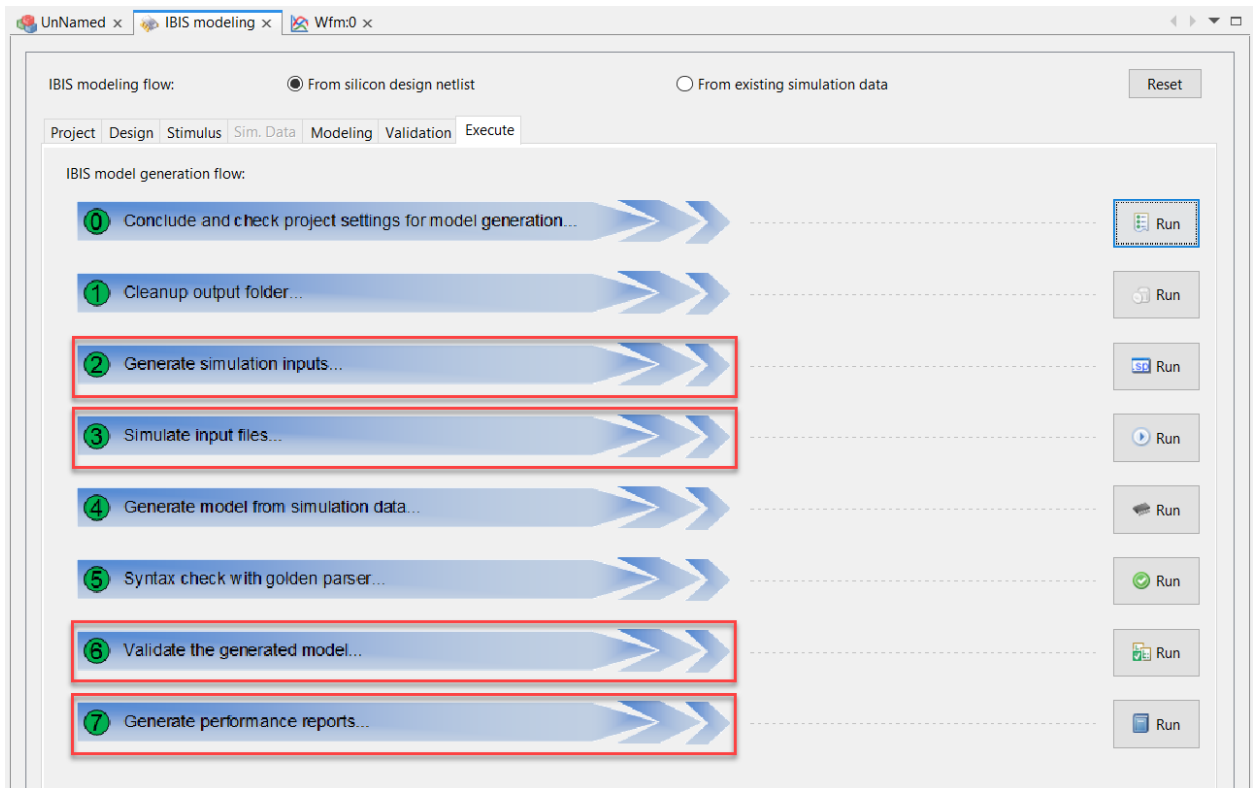 UnNamed x IBIS modeling x Wfm:0 x
IBIS modeling flow: From silicon design netlist From existing simulation data Reset
Project Design Stimulus Sim. Data Modeling Validation Execute
IBIS model generation flow:
0 Conclude and check project settings for model generation... Run
1 Cleanup output folder... Run
2 Generate simulation inputs... .sp Run
3 Simulate input files... Run
4 Generate model from simulation data... Run
5 Syntax check with golden parser... Run
6 Validate the generated model... Run
7 Generate performance reports... Run